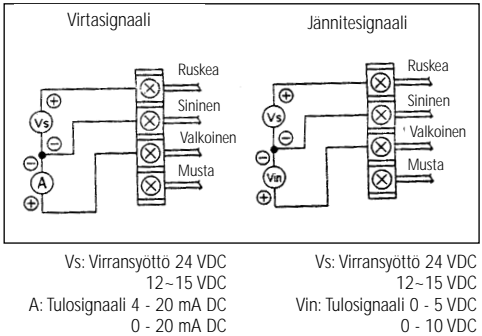 Virtasignaali
Ruskea
Sininen
Valkoinen
Musta
⊕
Vs
⊖
⊖
A
⊕
Jännitesignaali
Ruskea
Sininen
Valkoinen
Musta
⊕
Vs
⊖
⊖
Vin
⊕
Vs: Virransyöttö 24 VDC
12~15 VDC
A: Tulosignaali 4 - 20 mA DC
0 - 20 mA DC
Vs: Virransyöttö 24 VDC
12~15 VDC
Vin: Tulosignaali 0 - 5 VDC
0 - 10 VDC